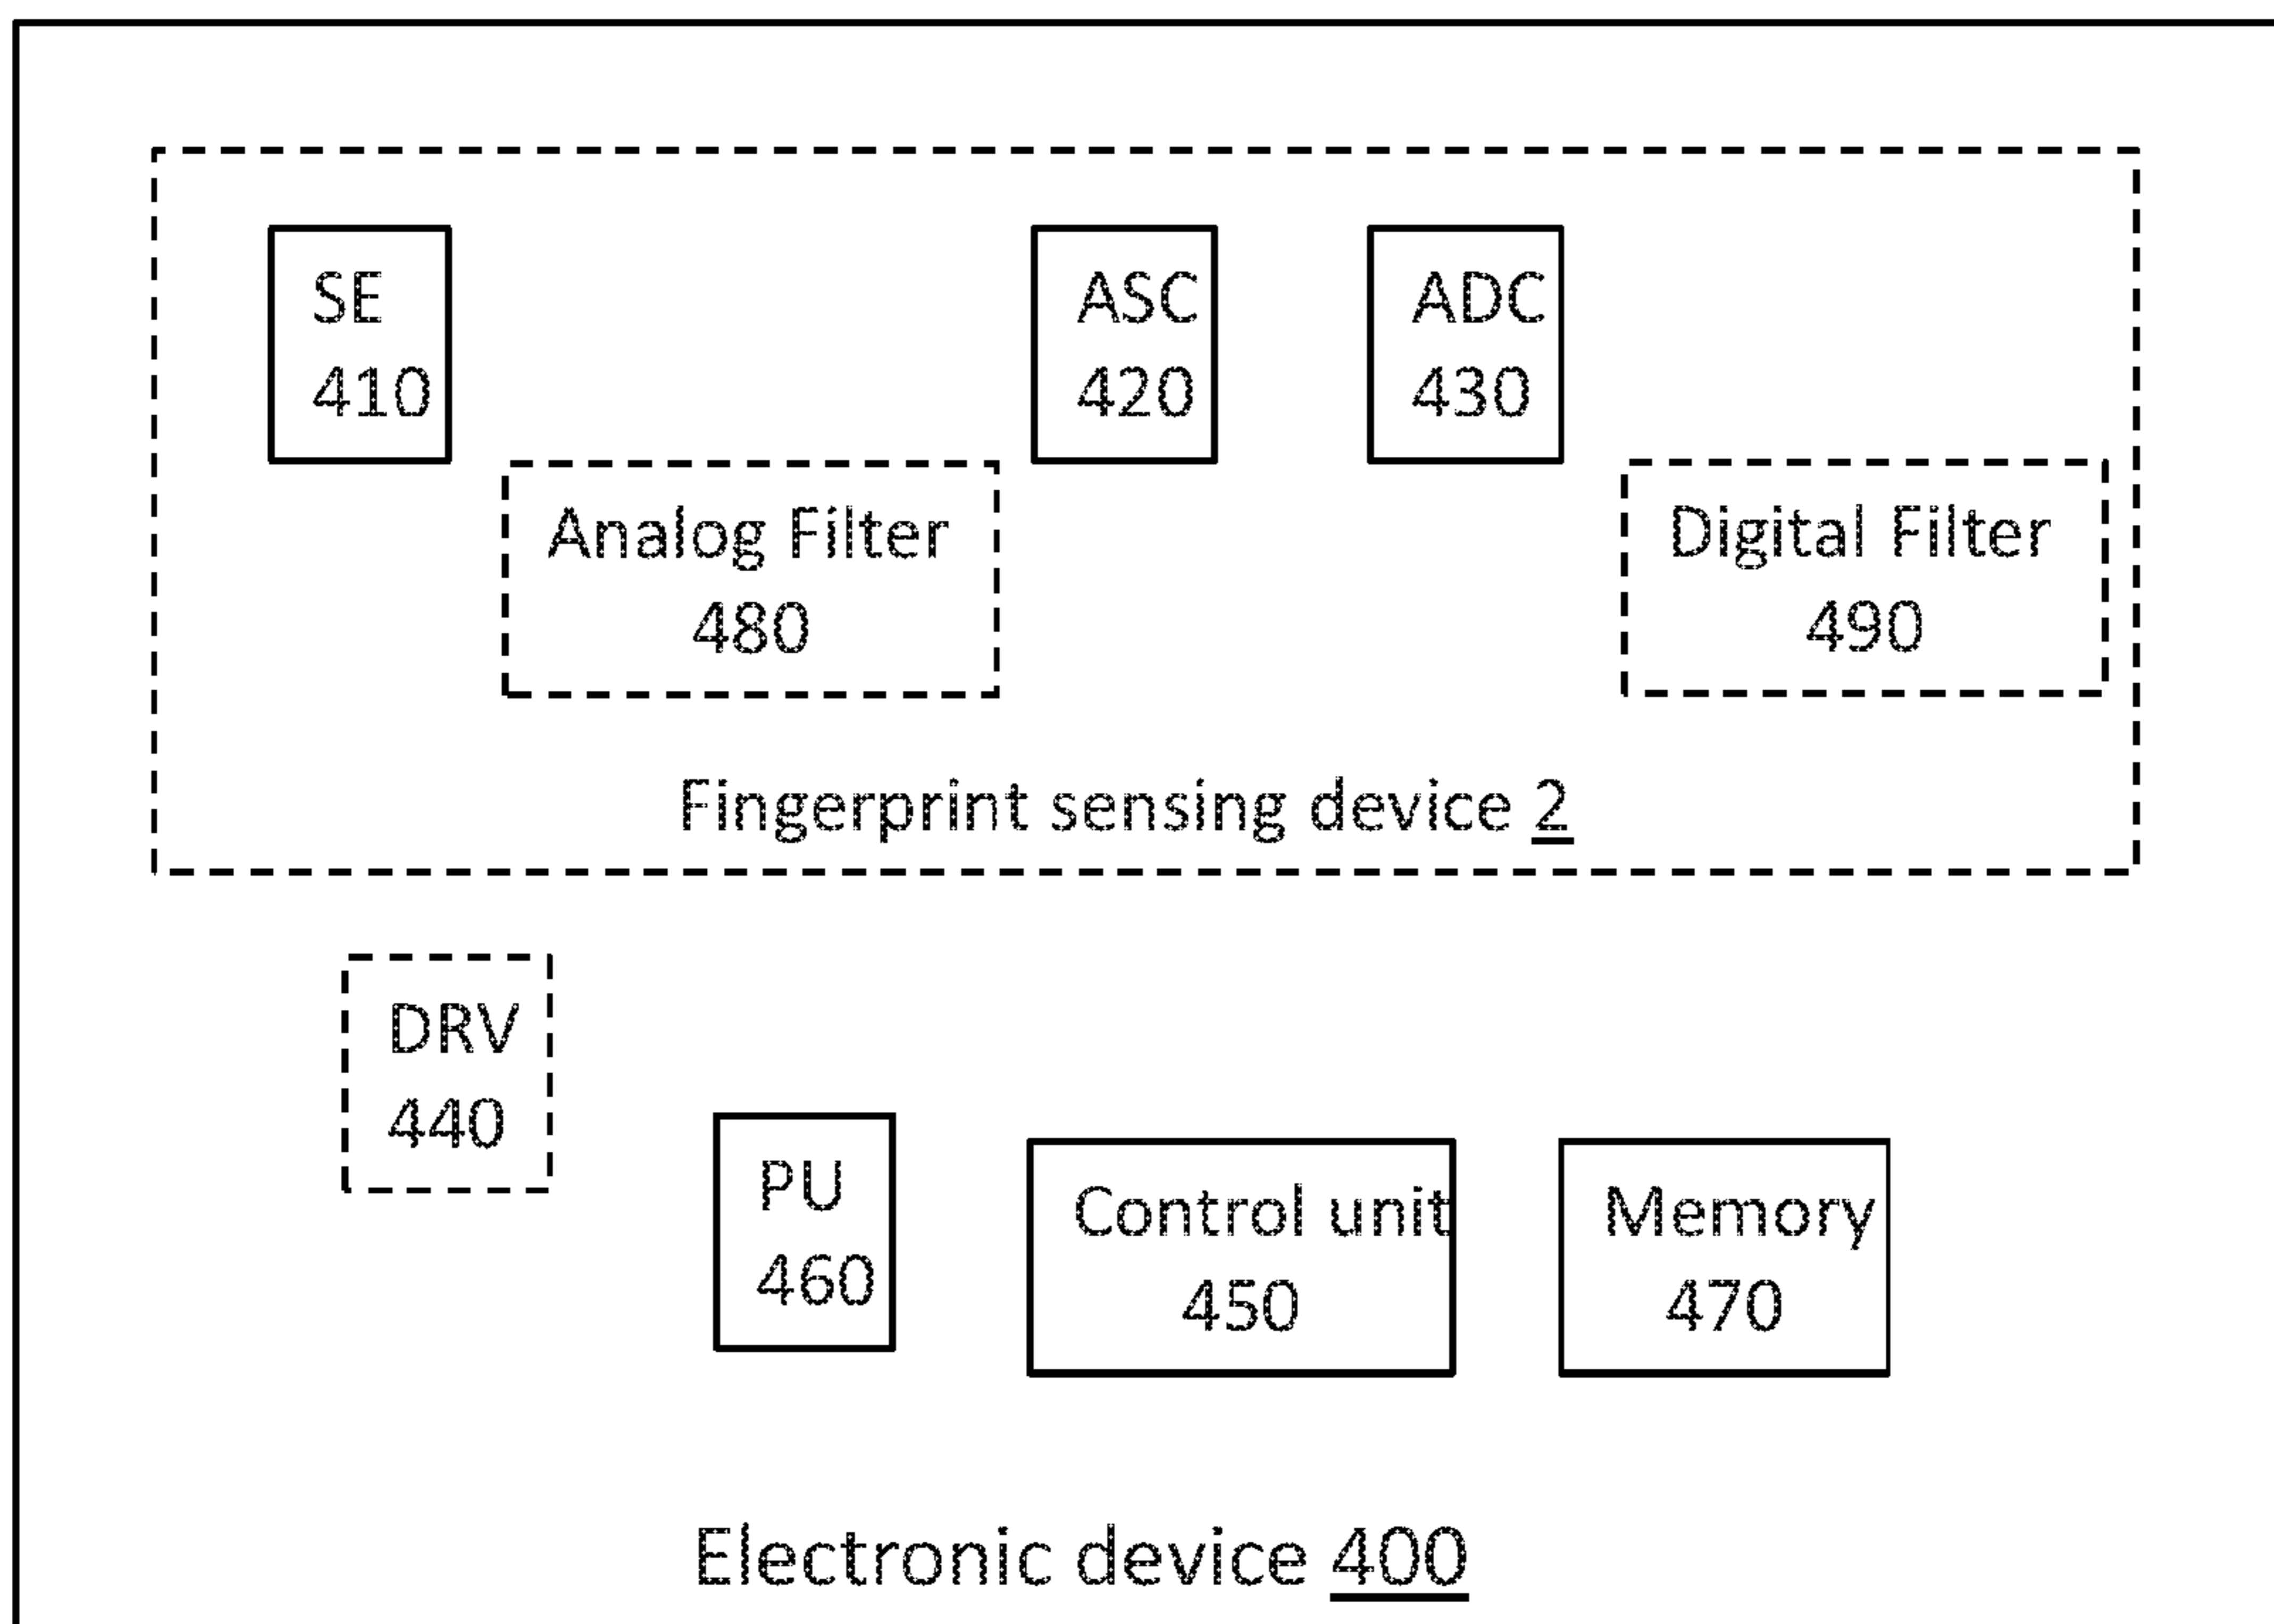 SE
410
ASC
420
ADC
430
Analog Filter
480
Digital Filter
490
Fingerprint sensing device 2
DRV
440
PU
460
Control unit
450
Memory
470
Electronic device 400